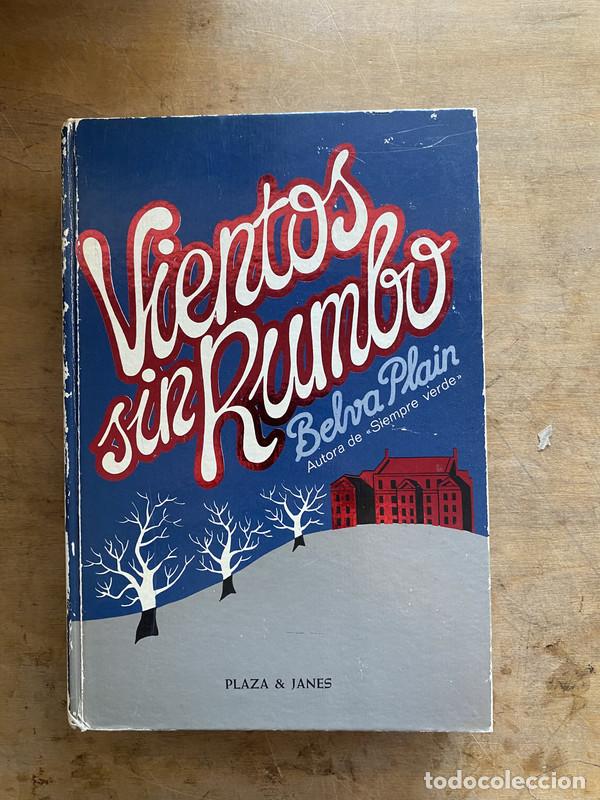 Vientos
sin Rumbo
Belva Plain
Autora de «Siempre verde»
PLAZA & JANES
todocoleccion